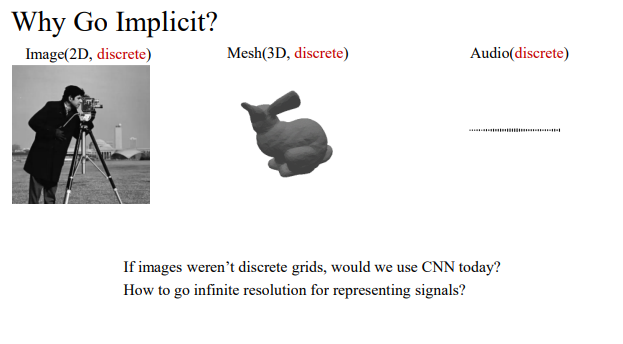 Why Go Implicit?
Image(2D, discrete)
Mesh(3D, discrete)
Audio(discrete)
If images weren’t discrete grids, would we use CNN today?
How to go infinite resolution for representing signals?